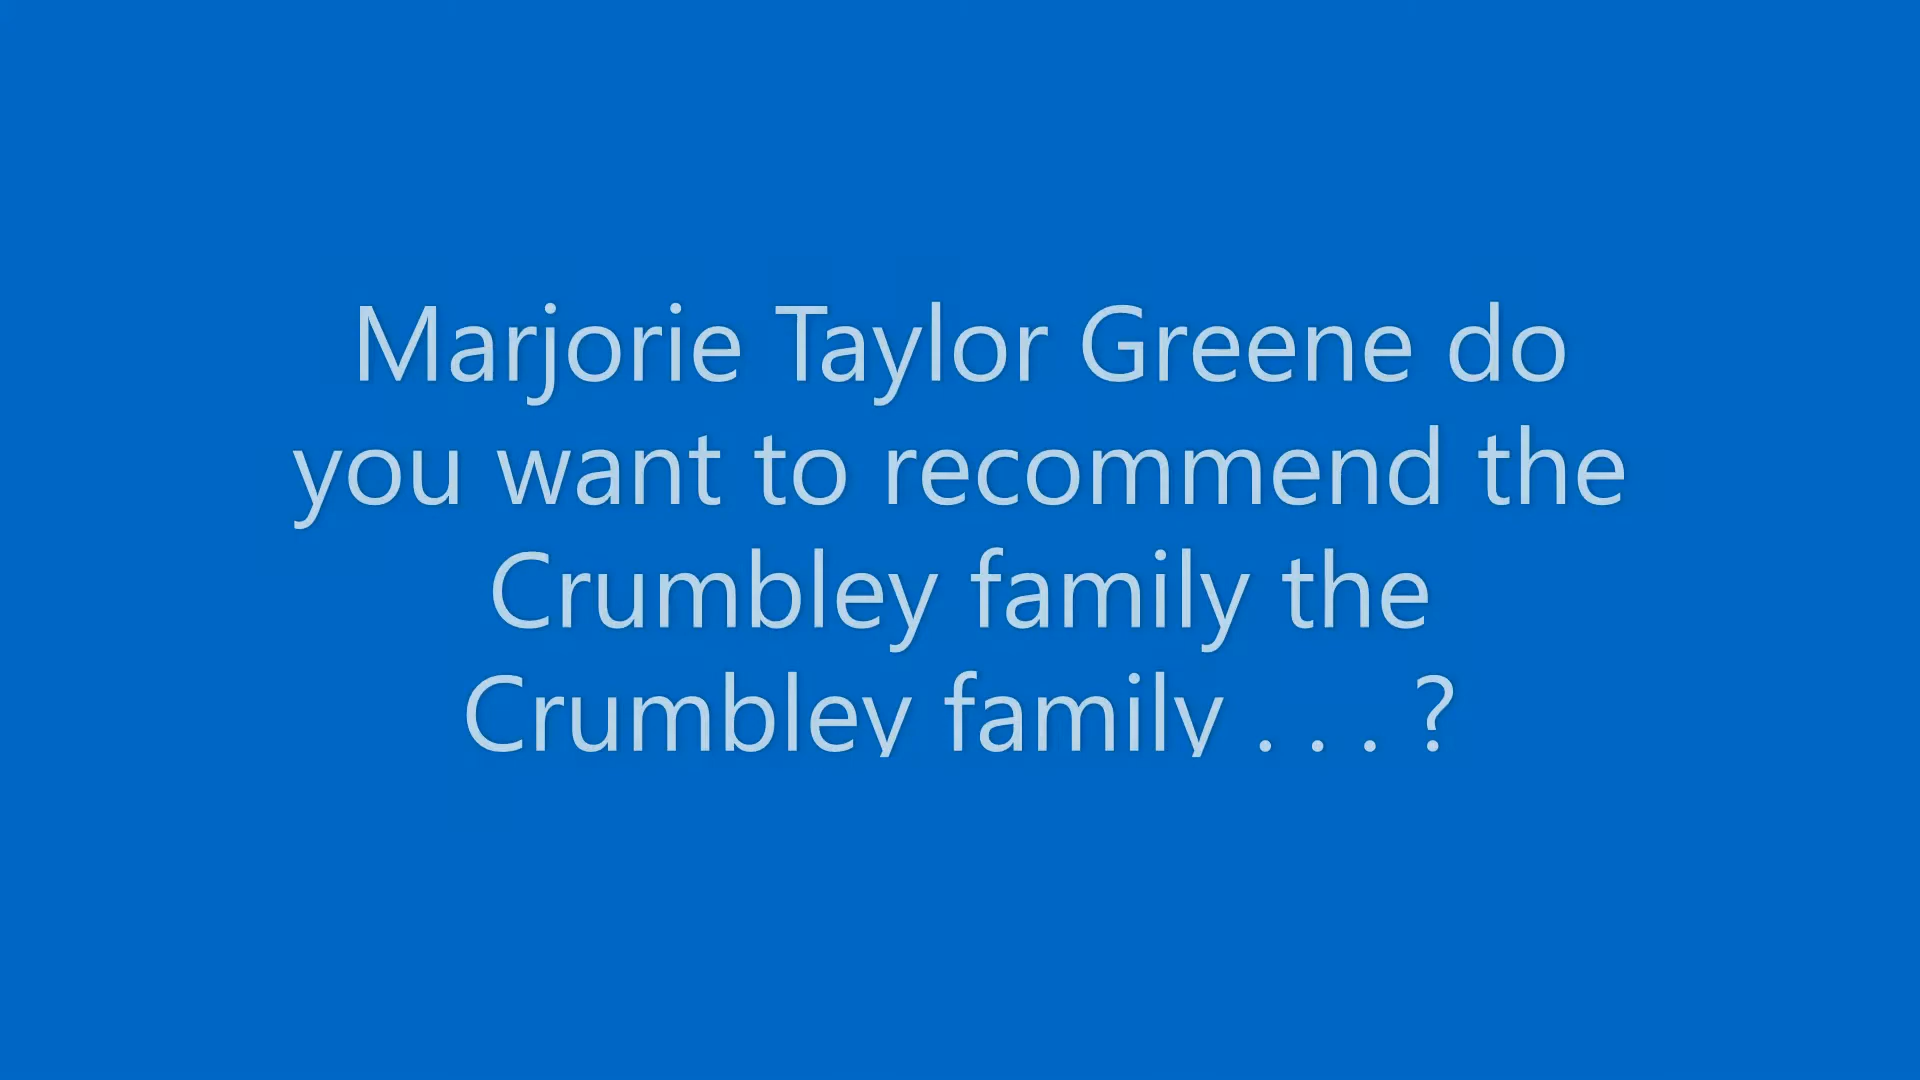 Marjorie Taylor Greene do
you want to recommend the
Crumbley family the
Crumbley family . . . ?